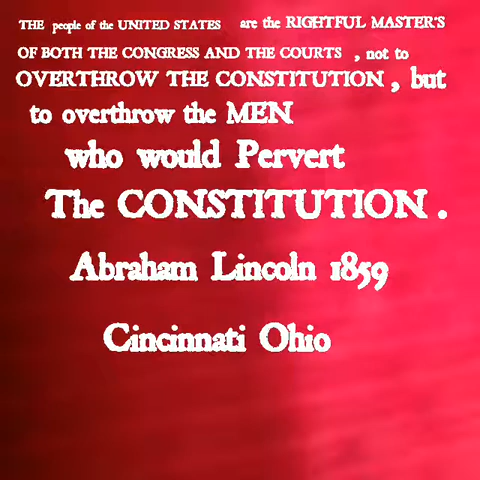 THE people of the UNITED STATES are the RIGHTFUL MASTER'S
OF BOTH THE CONGRESS AND THE COURTS , not to
OVERTHROW THE CONSTITUTION , but
to overthrow the MEN
who would Pervert
The CONSTITUTION .
Abraham Lincoln 1859
Cincinnati Ohio